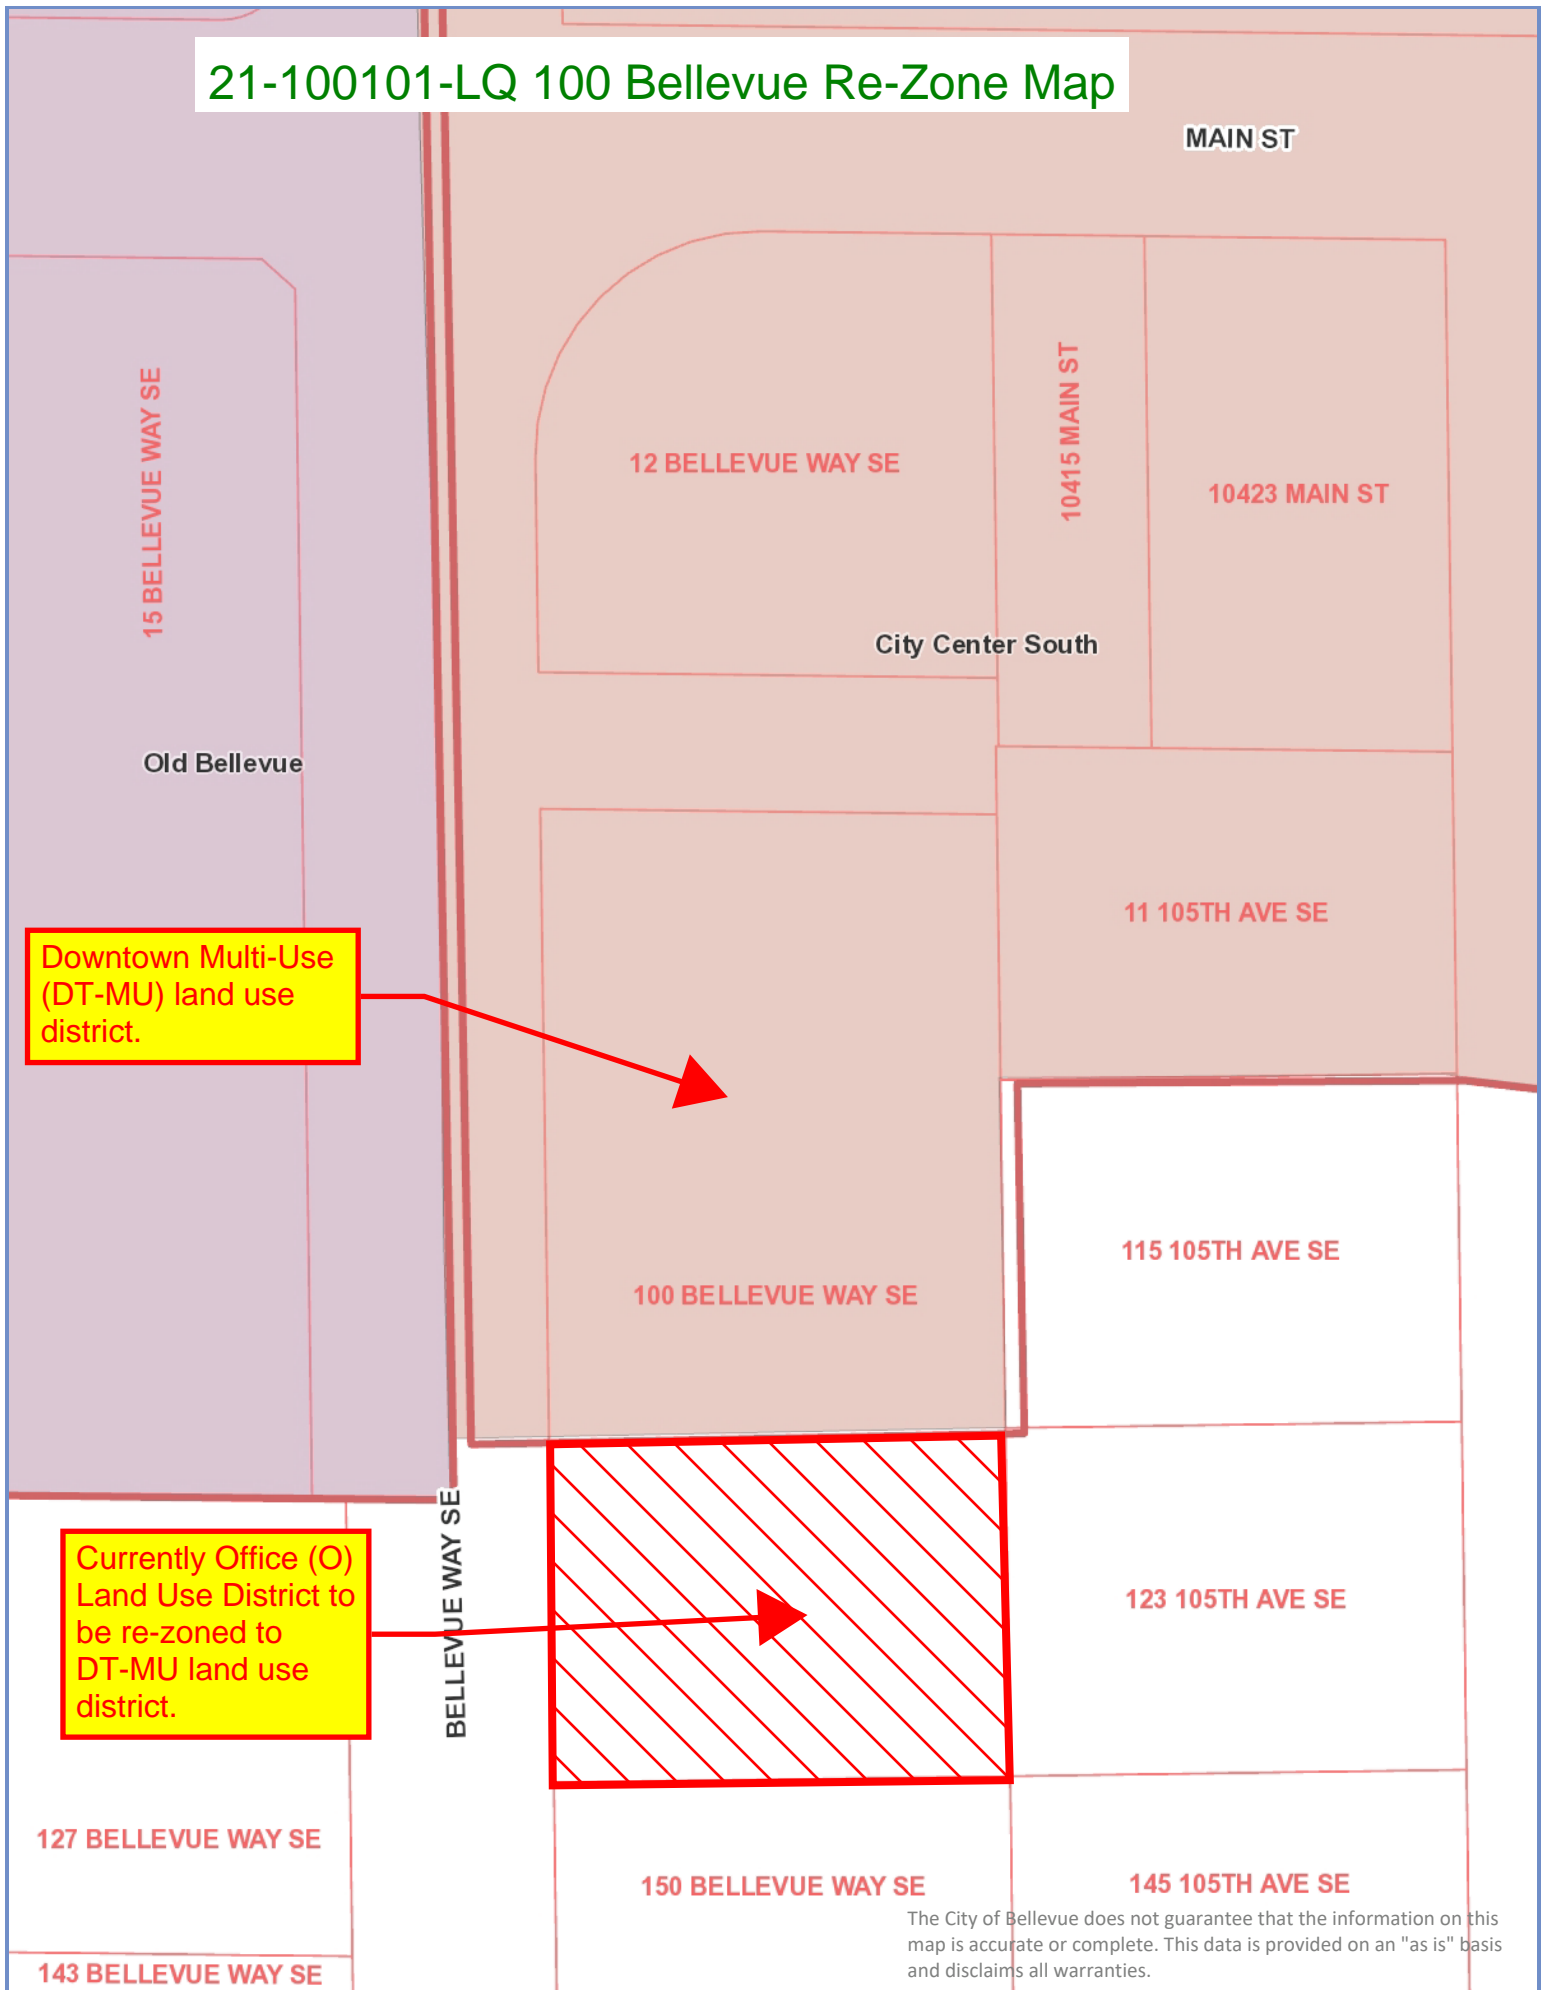 21-100101-LQ 100 Bellevue Re-Zone Map
MAIN ST
15 BELLEVUE WAY SE
12 BELLEVUE WAY SE
10415 MAIN ST
10423 MAIN ST
City Center South
Old Bellevue
11 105TH AVE SE
Downtown Multi-Use
(DT-MU) land use
district.
115 105TH AVE SE
100 BELLEVUE WAY SE
BELLEVUE WAY SE
Currently Office (O)
Land Use District to
be re-zoned to
DT-MU land use
district.
123 105TH AVE SE
127 BELLEVUE WAY SE
150 BELLEVUE WAY SE
145 105TH AVE SE
143 BELLEVUE WAY SE
The City of Bellevue does not guarantee that the information on this
map is accurate or complete. This data is provided on an "as is" basis
and disclaims all warranties.